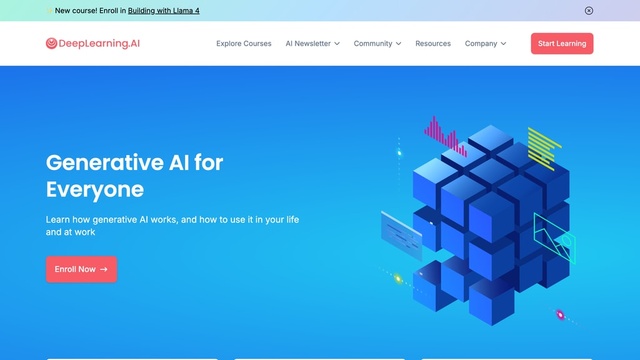 New course! Enroll in Building with Llama 4
DeepLearning.AI
Explore Courses
AI Newsletter
Community
Resources
Company
Start Learning
Generative AI for
Everyone
Learn how generative AI works, and how to use it in your life
and at work
Enroll Now →